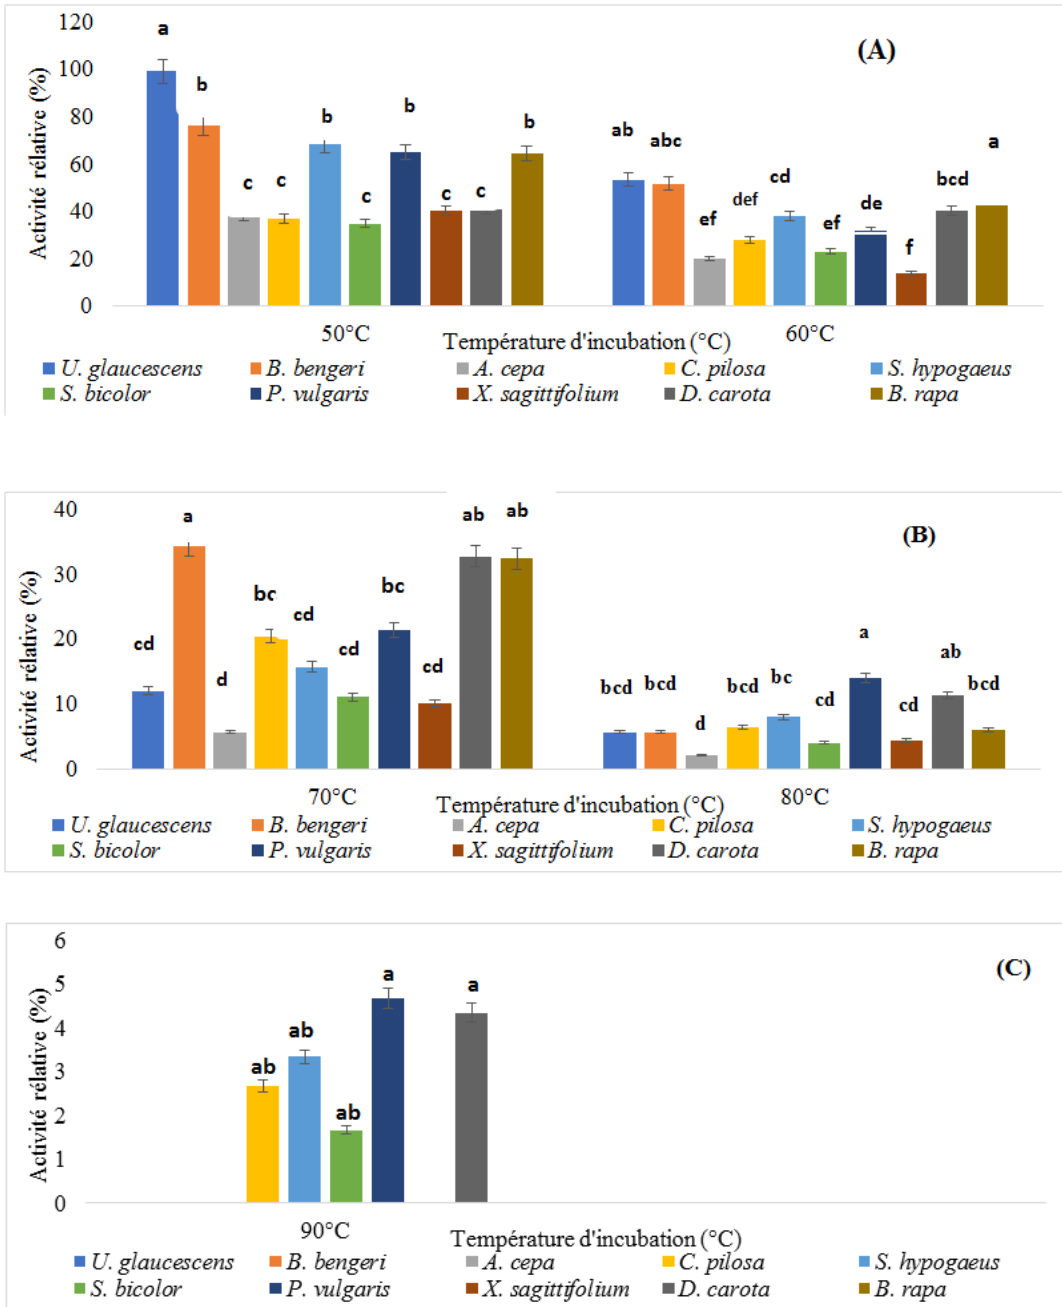 (A)
Activité rélative (%)
120
100
80
60
40
20
0
a b c c b c b c c b
ab abc ef def cd ef de f bcd a
50°C 60°C
Température d'incubation (°C)
U. glaucescens B. bengeri A. cepa C. pilosa S. hypogaeus
S. bicolor P. vulgaris X. sagittifolium D. carota B. rapa
(B)
Activité rélative (%)
40
30
20
10
0
cd a d bc cd cd bc cd ab ab
bcd bcd d bcd bc cd a cd ab bcd
70°C 80°C
Température d'incubation (°C)
U. glaucescens B. bengeri A. cepa C. pilosa S. hypogaeus
S. bicolor P. vulgaris X. sagittifolium D. carota B. rapa
(C)
Activité rélative (%)
6
5
4
3
2
1
0
ab ab ab a a
90°C
Température d'incubation (°C)
U. glaucescens B. bengeri A. cepa C. pilosa S. hypogaeus
S. bicolor P. vulgaris X. sagittifolium D. carota B. rapa